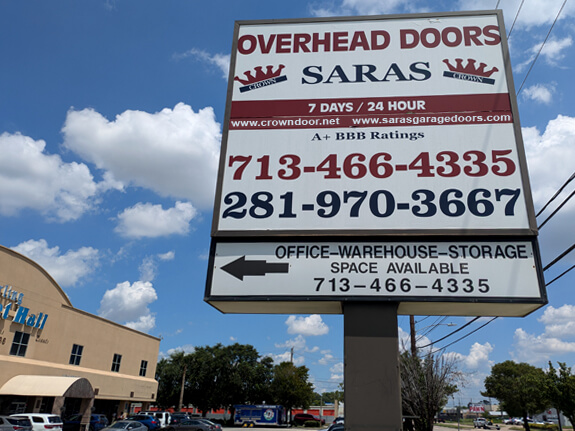 OVERHEAD DOORS
CROWN SARAS CROWN
7 DAYS / 24 HOUR
www.crowndoor.net www.sarasgaragedoors.com
A+ BBB Ratings
713-466-4335
281-970-3667
OFFICE-WAREHOUSE-STORAGE
SPACE AVAILABLE
713-466-4335
Hall